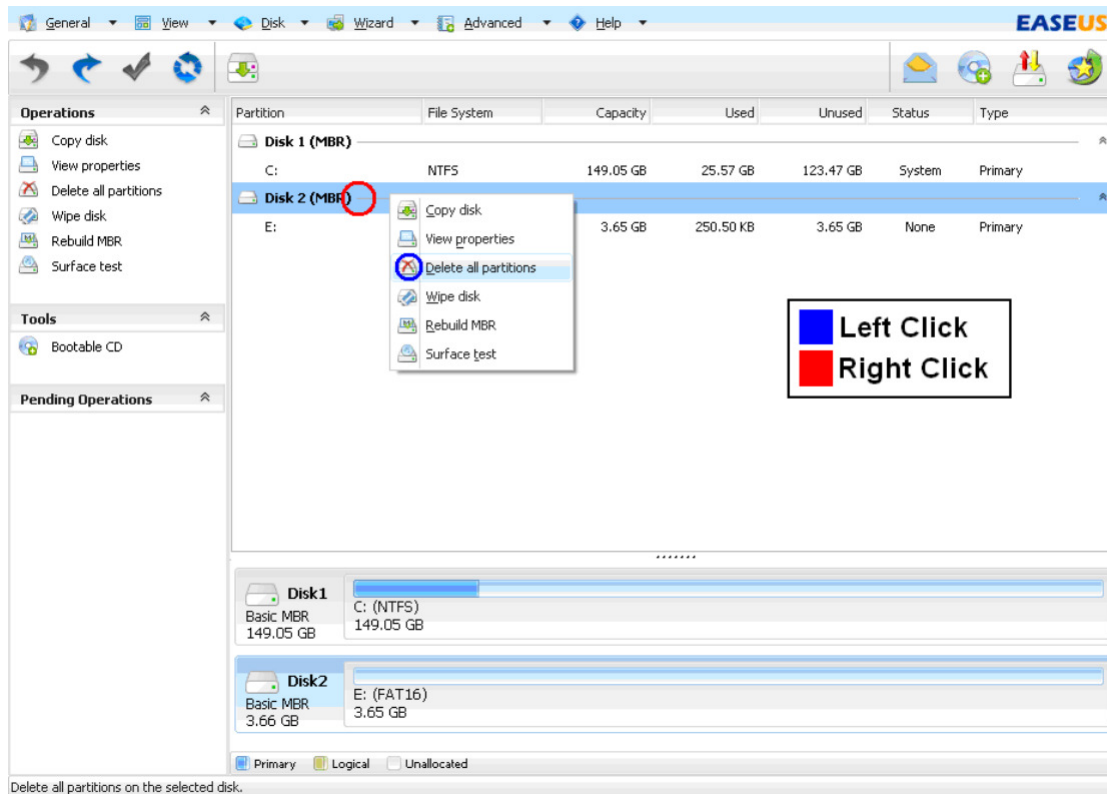 General View Disk Wizard Advanced Help EASEUS
Operations
Copy disk
View properties
Delete all partitions
Wipe disk
Rebuild MBR
Surface test
Tools
Bootable CD
Pending Operations
Partition File System Capacity Used Unused Status Type
Disk 1 (MBR)
C: NTFS 149.05 GB 25.57 GB 123.47 GB System Primary
Disk 2 (MBR)
E: 3.65 GB 250.50 KB 3.65 GB None Primary
Copy disk
View properties
Delete all partitions
Wipe disk
Rebuild MBR
Surface test
Left Click
Right Click
Disk1
Basic MBR
149.05 GB
C: (NTFS)
149.05 GB
Disk2
Basic MBR
3.66 GB
E: (FAT16)
3.65 GB
Primary Logical Unallocated
Delete all partitions on the selected disk.